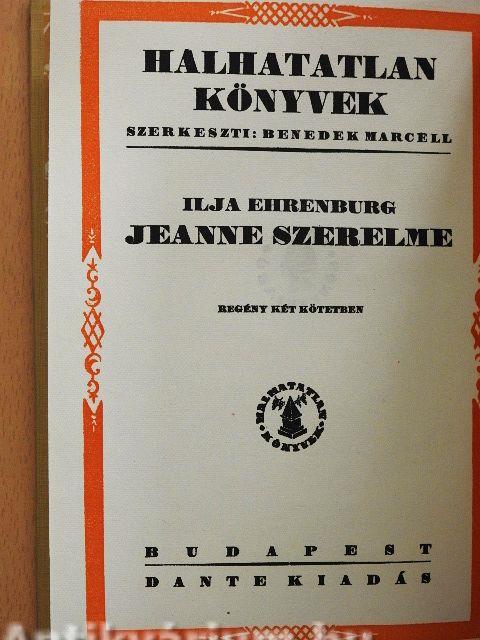 HALHATATLAN
KÖNYVEK
SZERKESZTI: BENEDEK MARCELL
ILJA EHRENBURG
JEANNE SZERELME
REGÉNY KÉT KÖTETBEN
HALHATATLAN
KÖNYVEK
BUDAPEST
DANTE KIADÁS